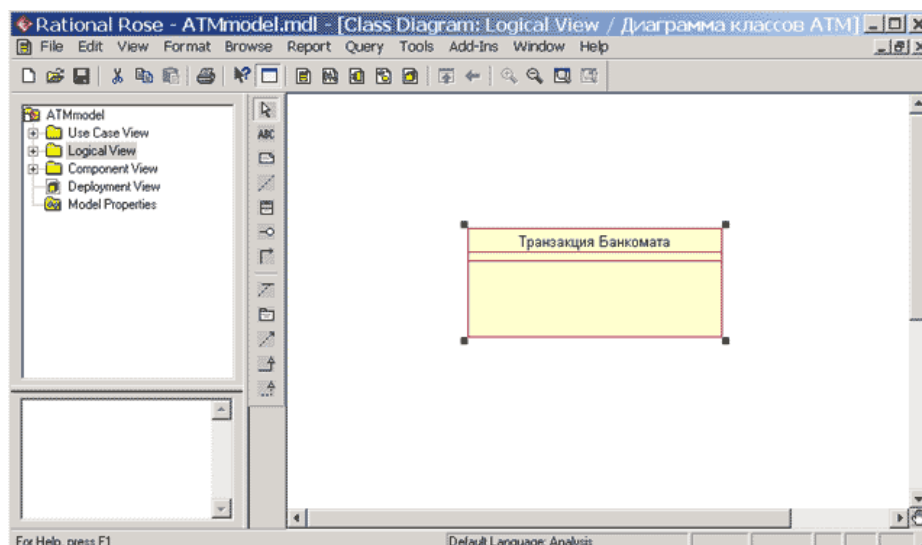 Rational Rose - ATMmodel.mdl - [Class Diagram: Logical View / Диаграмма классов ATM]
File Edit View Format Browse Report Query Tools Add-Ins Window Help
ATMmodel
Use Case View
Logical View
Component View
Deployment View
Model Properties
ABC
Транзакция Банкомата
For Help, press F1
Default Language: Analysis